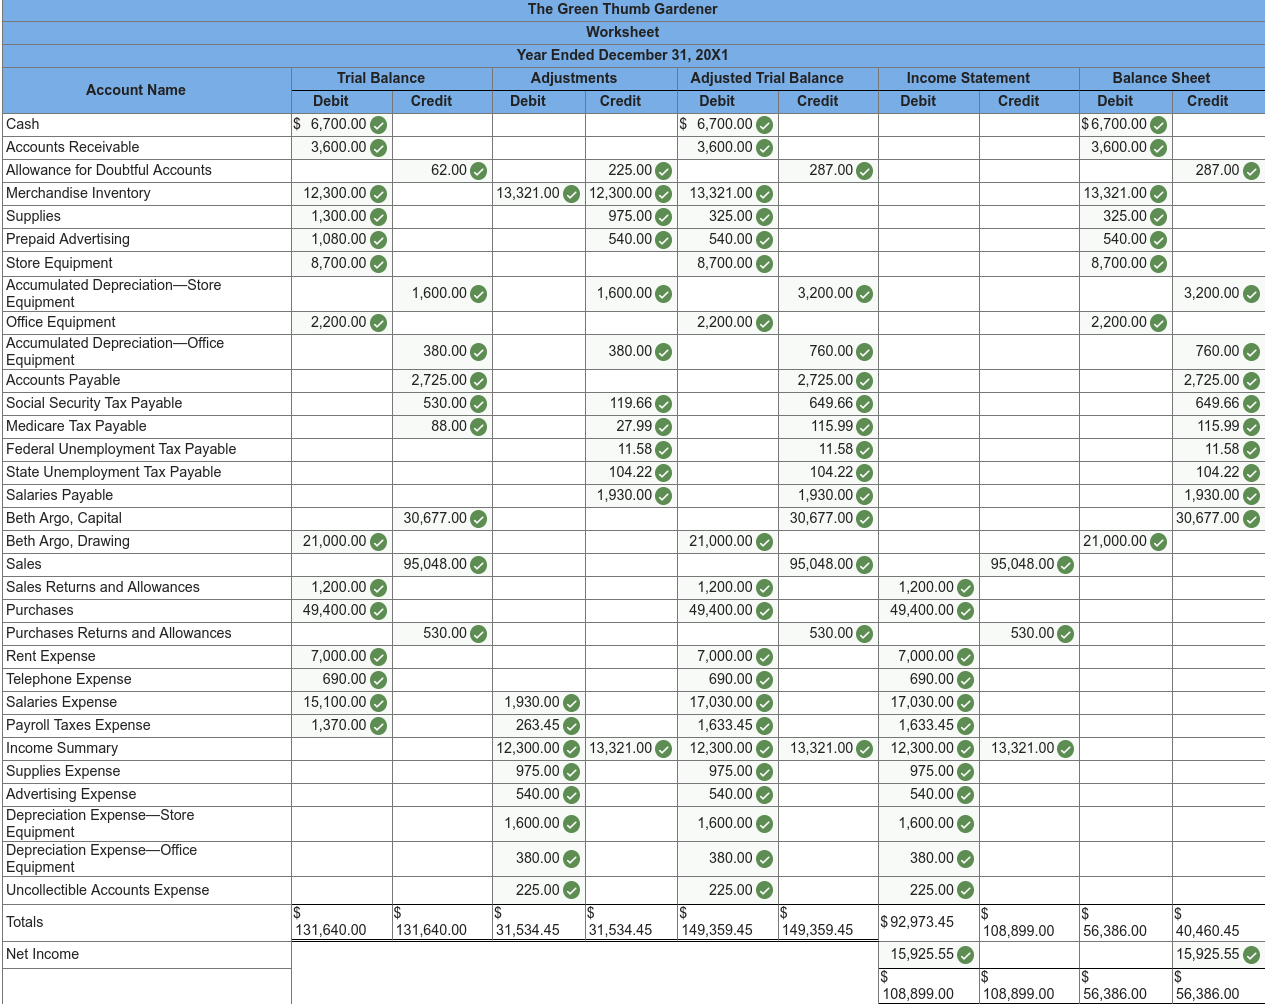 The Green Thumb Gardener
Worksheet
Year Ended December 31, 20X1
Account Name Trial Balance Adjustments Adjusted Trial Balance Income Statement Balance Sheet
Debit Credit Debit Credit Debit Credit Debit Credit Debit Credit
Cash $ 6,700.00 $ 6,700.00 $6,700.00
Accounts Receivable 3,600.00 3,600.00 3,600.00
Allowance for Doubtful Accounts 62.00 225.00 287.00 287.00
Merchandise Inventory 12,300.00 13,321.00 12,300.00 13,321.00 13,321.00
Supplies 1,300.00 975.00 325.00 325.00
Prepaid Advertising 1,080.00 540.00 540.00 540.00
Store Equipment 8,700.00 8,700.00 8,700.00
Accumulated Depreciation—Store
Equipment 1,600.00 1,600.00 3,200.00 3,200.00
Office Equipment 2,200.00 2,200.00 2,200.00
Accumulated Depreciation—Office
Equipment 380.00 380.00 760.00 760.00
Accounts Payable 2,725.00 2,725.00 2,725.00
Social Security Tax Payable 530.00 119.66 649.66 649.66
Medicare Tax Payable 88.00 27.99 115.99 115.99
Federal Unemployment Tax Payable 11.58 11.58 11.58
State Unemployment Tax Payable 104.22 104.22 104.22
Salaries Payable 1,930.00 1,930.00 1,930.00
Beth Argo, Capital 30,677.00 30,677.00 30,677.00
Beth Argo, Drawing 21,000.00 21,000.00 21,000.00
Sales 95,048.00 95,048.00 95,048.00
Sales Returns and Allowances 1,200.00 1,200.00 1,200.00
Purchases 49,400.00 49,400.00 49,400.00
Purchases Returns and Allowances 530.00 530.00 530.00
Rent Expense 7,000.00 7,000.00 7,000.00
Telephone Expense 690.00 690.00 690.00
Salaries Expense 15,100.00 1,930.00 17,030.00 17,030.00
Payroll Taxes Expense 1,370.00 263.45 1,633.45 1,633.45
Income Summary 12,300.00 13,321.00 12,300.00 13,321.00 12,300.00 13,321.00
Supplies Expense 975.00 975.00 975.00
Advertising Expense 540.00 540.00 540.00
Depreciation Expense—Store
Equipment 1,600.00 1,600.00 1,600.00
Depreciation Expense—Office
Equipment 380.00 380.00 380.00
Uncollectible Accounts Expense 225.00 225.00 225.00
Totals $ 131,640.00 $ 131,640.00 $ 31,534.45 $ 31,534.45 $ 149,359.45 $ 149,359.45 $92,973.45 $ 108,899.00 $ 56,386.00 $ 40,460.45
Net Income 15,925.55 15,925.55
$ 108,899.00 $ 108,899.00 $ 56,386.00 $ 56,386.00